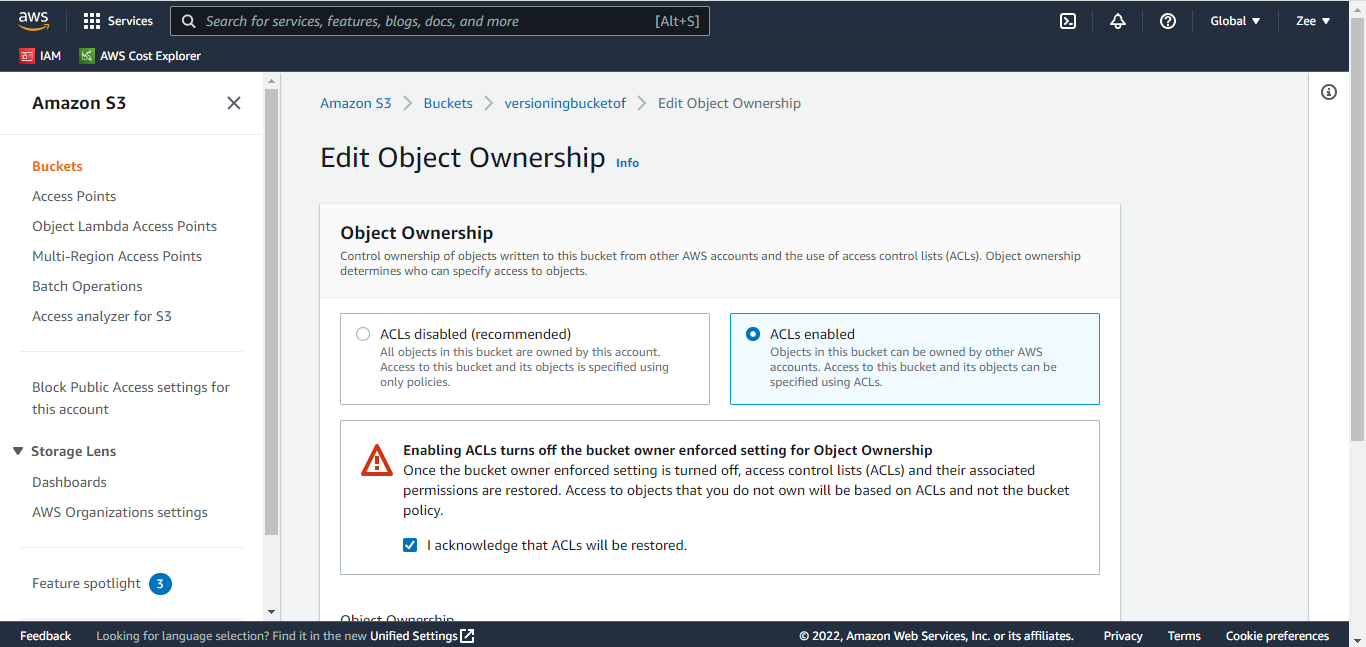 aws
Services
Search for services, features, blogs, docs, and more
[Alt+S]
Global
Zee
IAM
AWS Cost Explorer
Amazon S3
Buckets
Access Points
Object Lambda Access Points
Multi-Region Access Points
Batch Operations
Access analyzer for S3
Block Public Access settings for
this account
Storage Lens
Dashboards
AWS Organizations settings
Feature spotlight 3
Amazon S3 > Buckets > versioningbucketof > Edit Object Ownership
Edit Object Ownership Info
Object Ownership
Control ownership of objects written to this bucket from other AWS accounts and the use of access control lists (ACLs). Object ownership
determines who can specify access to objects.
ACLs disabled (recommended)
All objects in this bucket are owned by this account.
Access to this bucket and its objects is specified using
only policies.
ACLs enabled
Objects in this bucket can be owned by other AWS
accounts. Access to this bucket and its objects can be
specified using ACLs.
Enabling ACLs turns off the bucket owner enforced setting for Object Ownership
Once the bucket owner enforced setting is turned off, access control lists (ACLs) and their associated
permissions are restored. Access to objects that you do not own will be based on ACLs and not the bucket
policy.
I acknowledge that ACLs will be restored.
Object Ownership
Feedback
Looking for language selection? Find it in the new Unified Settings
© 2022, Amazon Web Services, Inc. or its affiliates.
Privacy
Terms
Cookie preferences